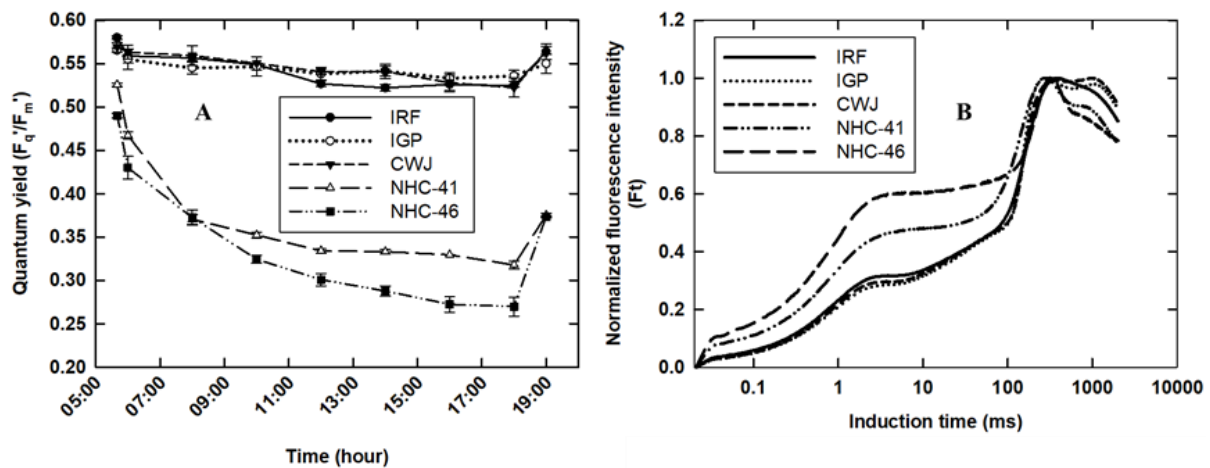 0.60
0.55
0.50
0.45
0.40
0.35
0.30
0.25
0.20
Quantum yield (Fq'/Fm')
A
IRF
IGP
CWJ
NHC-41
NHC-46
05:00
07:00
09:00
11:00
13:00
15:00
17:00
19:00
Time (hour)
1.0
0.8
0.6
0.4
0.2
0.0
Normalized fluorescence intensity
(Ft)
IRF
IGP
CWJ
NHC-41
NHC-46
B
0.1
1
10
100
1000
10000
Induction time (ms)